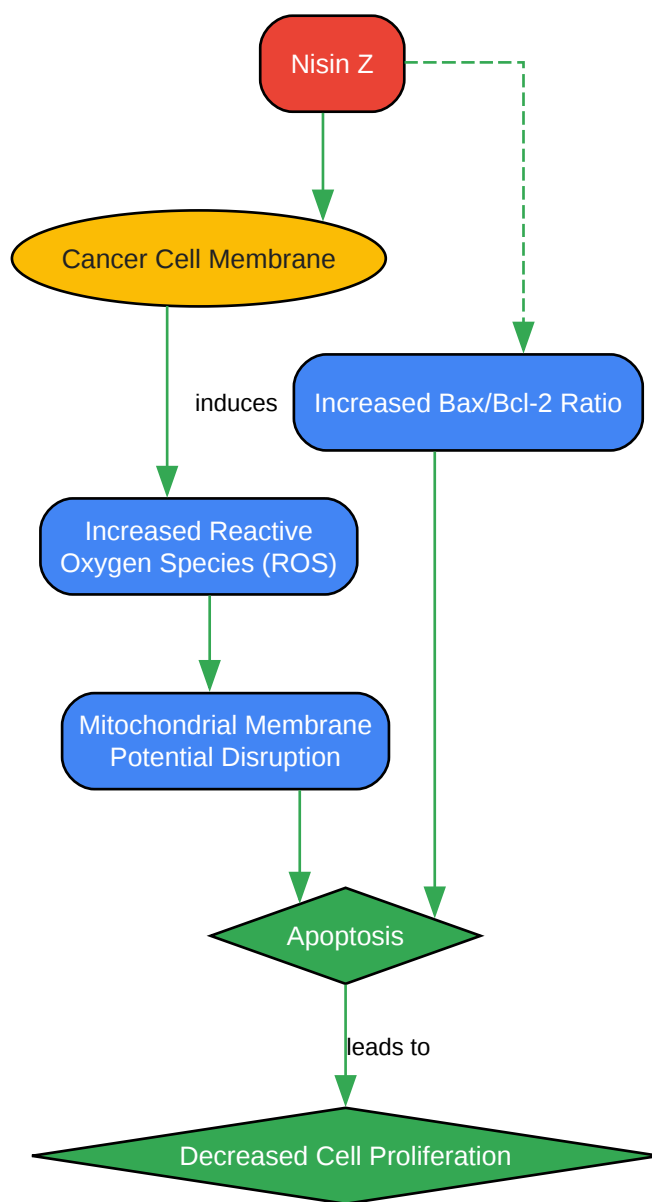 Nisin Z
Cancer Cell Membrane
induces
Increased Bax/Bcl-2 Ratio
Increased Reactive
Oxygen Species (ROS)
Mitochondrial Membrane
Potential Disruption
Apoptosis
leads to
Decreased Cell Proliferation